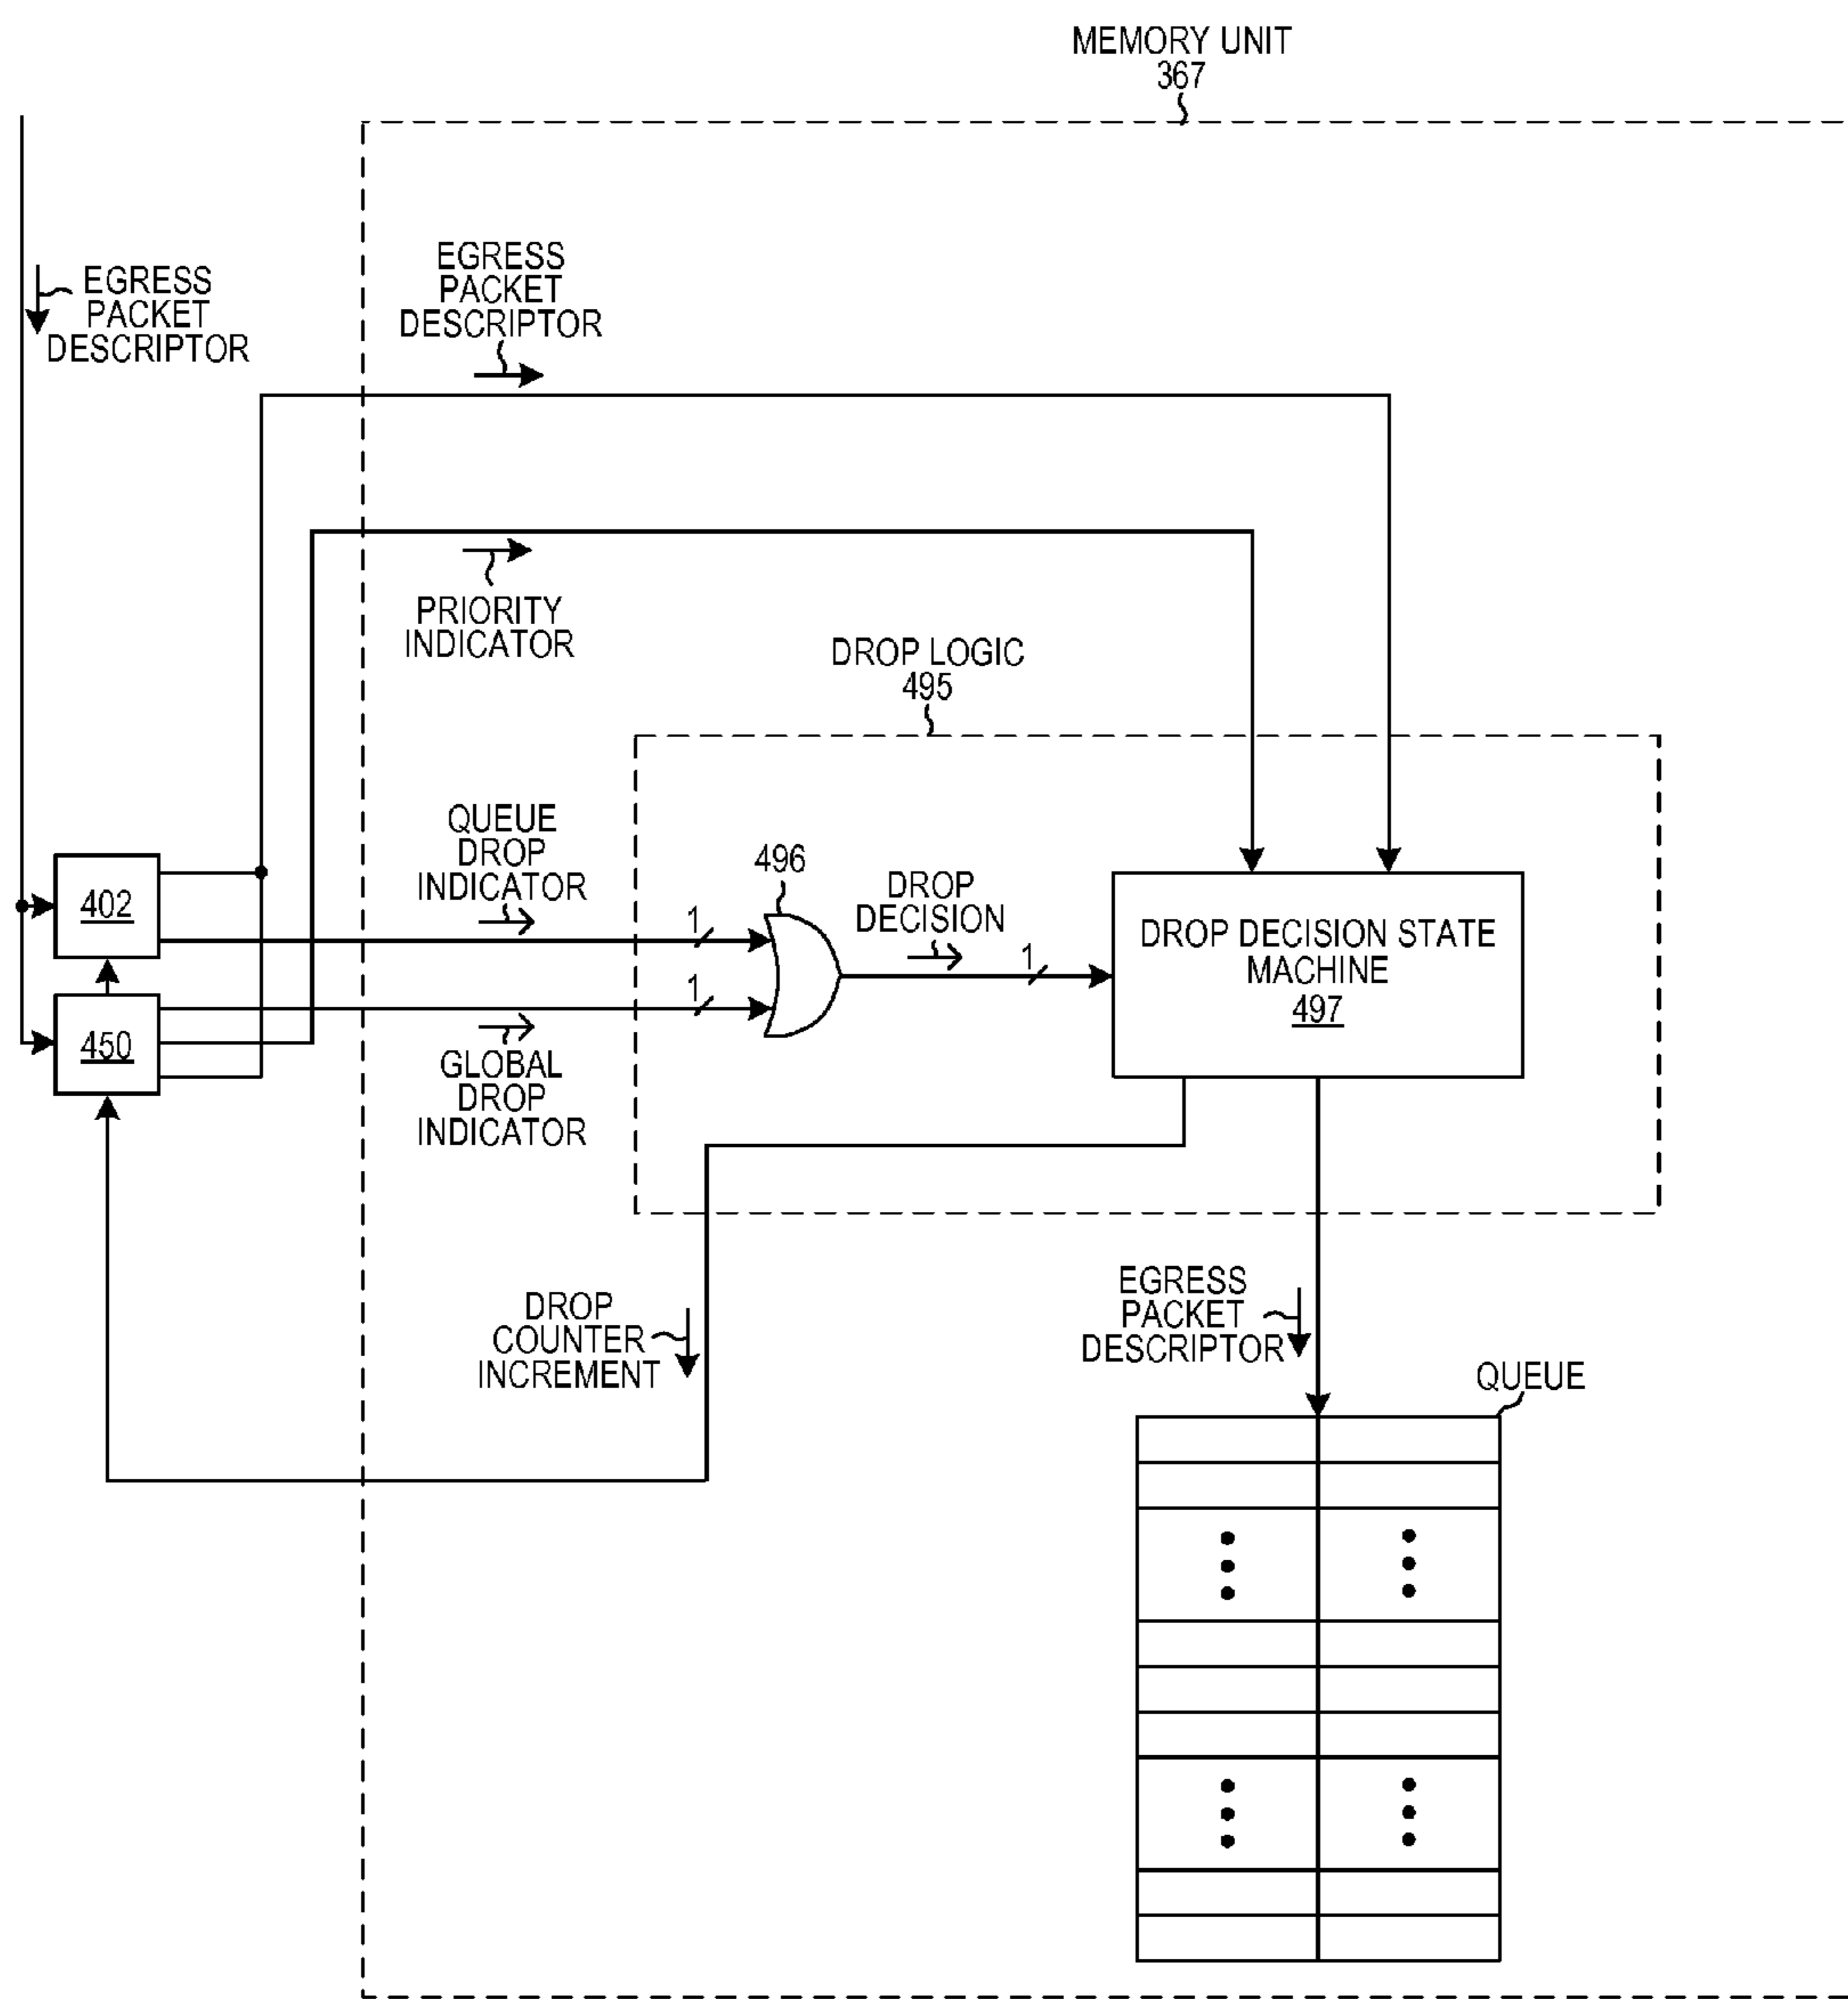 MEMORY UNIT
367
EGRESS
PACKET
DESCRIPTOR
EGRESS
PACKET
DESCRIPTOR
PRIORITY
INDICATOR
DROP LOGIC
495
QUEUE
DROP
INDICATOR
496
DROP
DECISION
402
1
1
DROP DECISION STATE
MACHINE
497
1
450
GLOBAL
DROP
INDICATOR
DROP
COUNTER
INCREMENT
EGRESS
PACKET
DESCRIPTOR
QUEUE